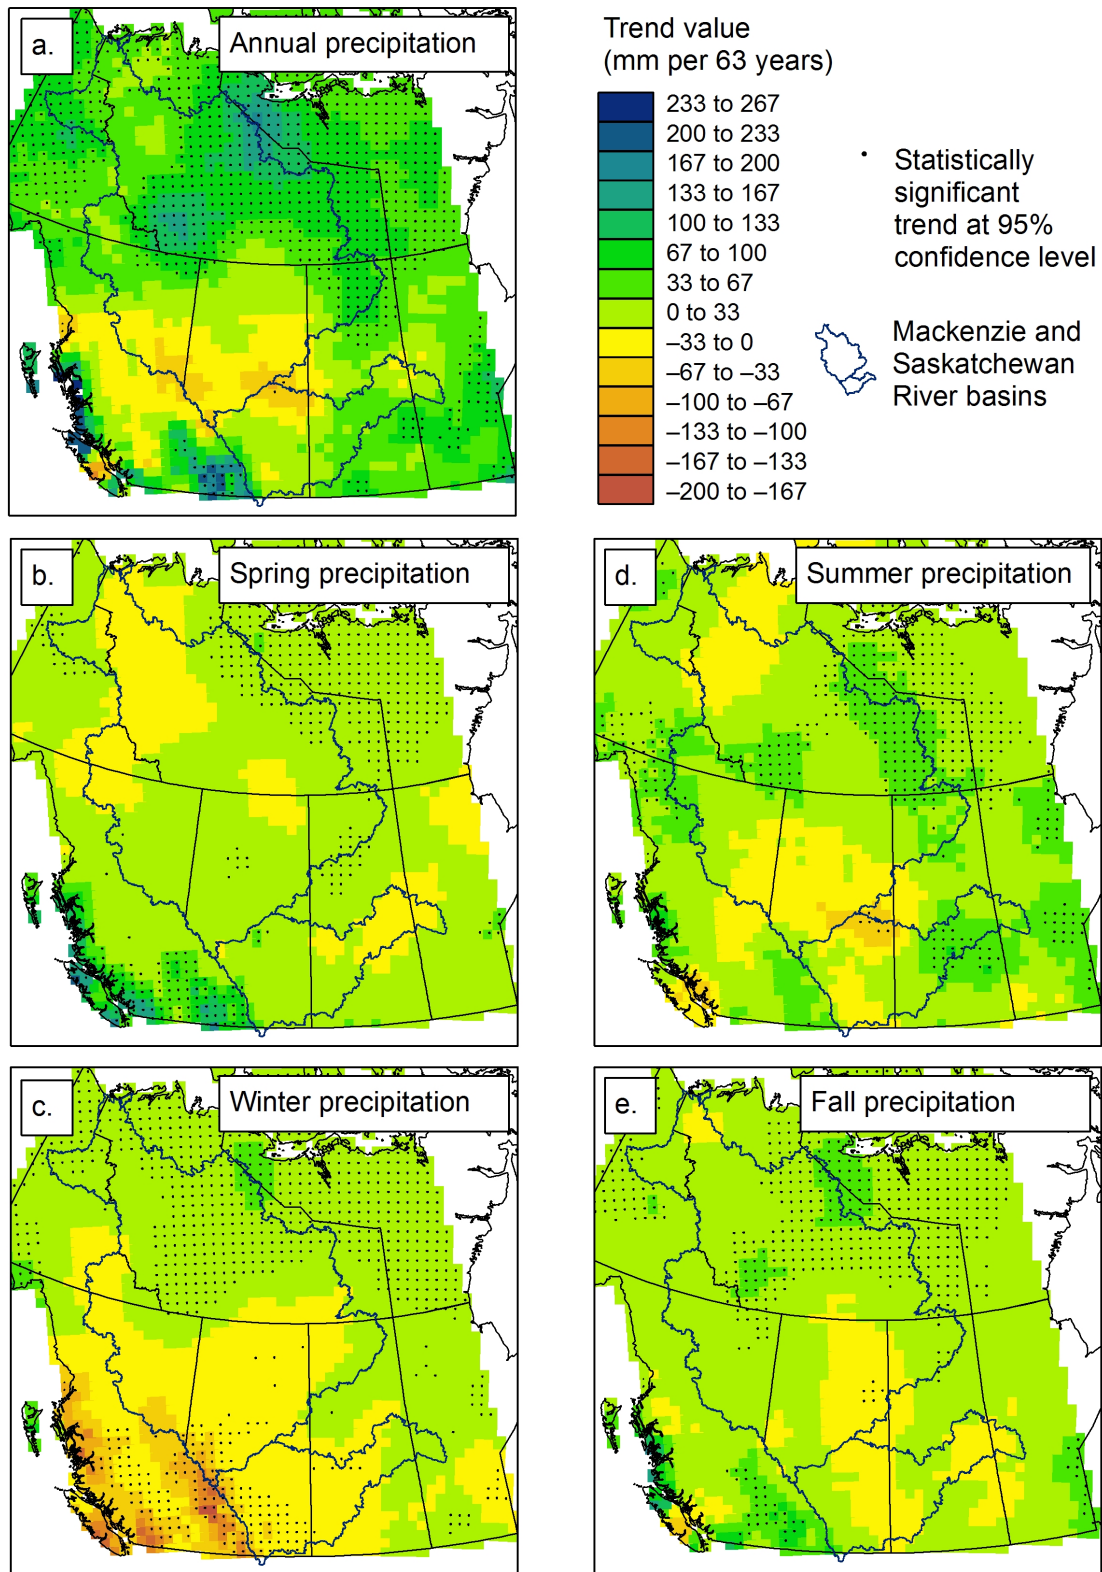 a.
Annual precipitation
Trend value
(mm per 63 years)
233 to 267
200 to 233
167 to 200
133 to 167
100 to 133
67 to 100
33 to 67
0 to 33
–33 to 0
–67 to –33
–100 to –67
–133 to –100
–167 to –133
–200 to –167
Statistically
significant
trend at 95%
confidence level
Mackenzie and
Saskatchewan
River basins
b.
Spring precipitation
d.
Summer precipitation
c.
Winter precipitation
e.
Fall precipitation